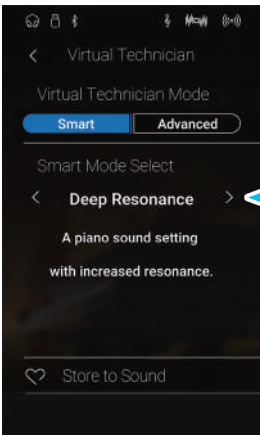 Virtual Technician
Virtual Technician Mode
Smart Advanced
Smart Mode Select
Deep Resonance
A piano sound setting
with increased resonance.
Store to Sound